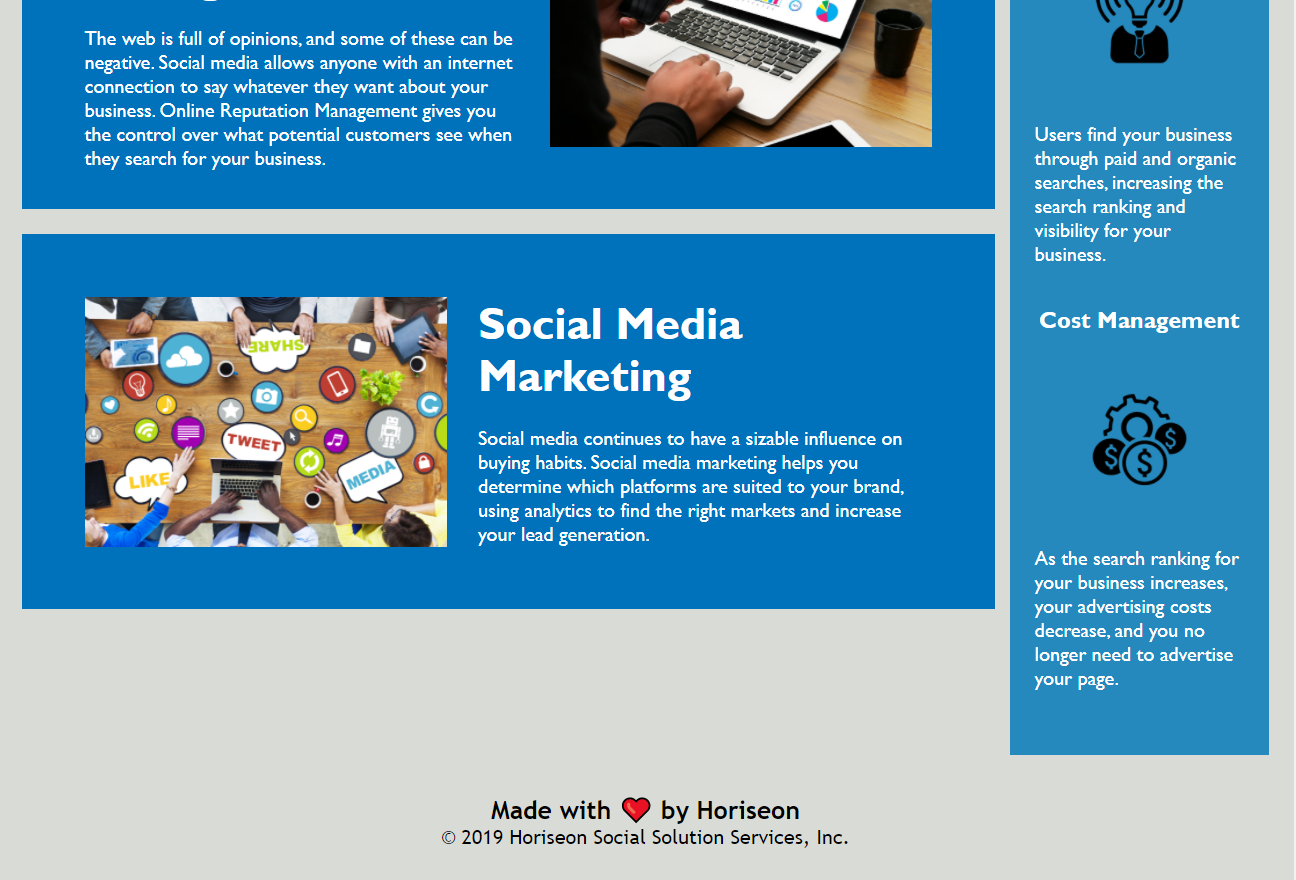 The web is full of opinions, and some of these can be
negative. Social media allows anyone with an internet
connection to say whatever they want about your
business. Online Reputation Management gives you
the control over what potential customers see when
they search for your business.
SHARE
TWEET
LIKE
MEDIA
Social Media
Marketing
Social media continues to have a sizable influence on
buying habits. Social media marketing helps you
determine which platforms are suited to your brand,
using analytics to find the right markets and increase
your lead generation.
Users find your business
through paid and organic
searches, increasing the
search ranking and
visibility for your
business.
Cost Management
$
$
$
As the search ranking for
your business increases,
your advertising costs
decrease, and you no
longer need to advertise
your page.
Made with ❤️ by Horiseon
© 2019 Horiseon Social Solution Services, Inc.